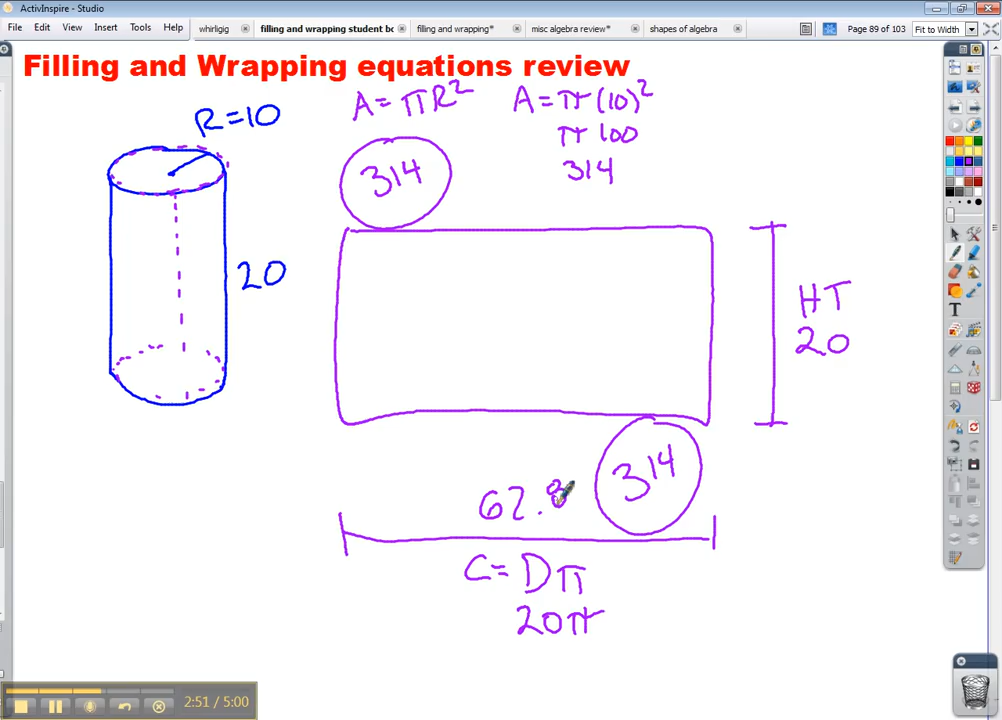 ActivInspire - Studio
File Edit View Insert Tools Help
whirligig
filling and wrapping student bo
filling and wrapping*
misc algebra review*
shapes of algebra
Page 89 of 103
Fit to Width
Filling and Wrapping equations review
R=10
A = πR²
A = π(10)²
π 100
314
314
20
HT
20
314
62.8
C= Dπ
20π
2:51 / 5:00